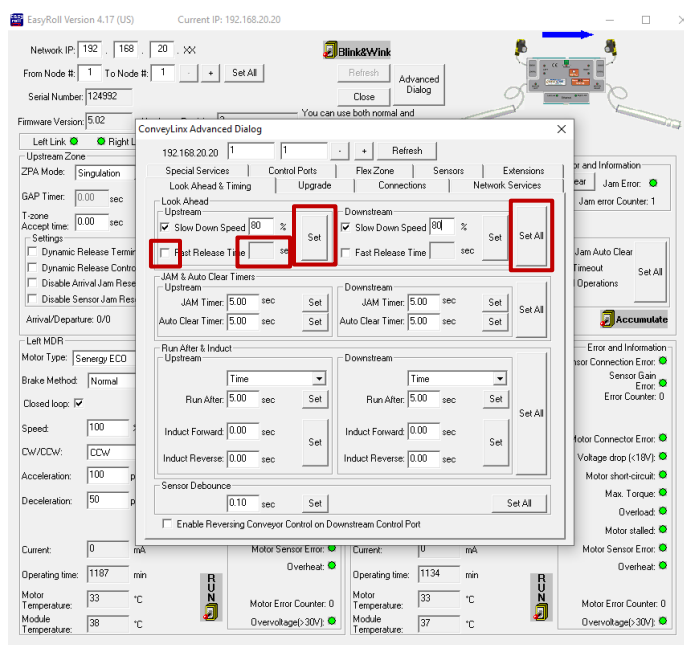 EasyRoll Version 4.17 (US) Current IP: 192.168.20.20
Network IP: 192 . 168 . 20 . XX
Blink&Wink
From Node #: 1 To Node #: 1 - + Set All
Refresh
Advanced Dialog
Serial Number: 124992
Close
Firmware Version: 5.02
You can use both normal and
Left Link Right L
Upstream Zone
ZPA Mode: Singulation
GAP Timer: 0.00 sec
T-zone
Accept time: 0.00 sec
Settings
Dynamic Release Termin
Dynamic Release Contro
Disable Arrival Jam Rese
Disable Sensor Jam Res
Arrival/Departure: 0/0
Left MDR
Motor Type: Senergy ECO
Brake Method: Normal
Closed loop:
Speed: 100
CW/CCW: CCW
Acceleration: 100
Deceleration: 50
ConveyLinx Advanced Dialog
192.168.20.20 1 1 - + Refresh
Special Services Control Ports Flex Zone Sensors Extensions
Look Ahead & Timing Upgrade Connections Network Services
Look Ahead
Upstream Downstream
Slow Down Speed 80 % Set Slow Down Speed 80 % Set Set All
Fast Release Time se Fast Release Time sec
JAM & Auto Clear Timers
Upstream Downstream
JAM Timer: 5.00 sec Set JAM Timer: 5.00 sec Set Set All
Auto Clear Timer: 5.00 sec Set Auto Clear Timer: 5.00 sec Set
Run After & Induct
Upstream Downstream
Time Time
Run After: 5.00 sec Set Run After: 5.00 sec Set
Set All
Induct Forward: 0.00 sec Set Induct Forward: 0.00 sec Set
Induct Reverse: 0.00 sec Induct Reverse: 0.00 sec
Sensor Debounce
0.10 sec Set Set All
Enable Reversing Conveyor Control on Downstream Control Port
or and Information
ear Jam Error:
Jam error Counter: 1
Jam Auto Clear
Timeout
Operations
Set All
Accumulate
Error and Information
nsor Connection Error:
Sensor Gain
Error:
Error Counter: 0
Motor Connector Error:
Voltage drop (<18V):
Motor short-circuit:
Max. Torque:
Overload:
Motor stalled:
Current: 0 mA Motor Sensor Error: Current: 0 mA Motor Sensor Error:
Operating time: 1187 min Overheat: Operating time: 1134 min Overheat:
Motor
Temperature: 33 °C RUN Motor Error Counter: 0 Motor
Temperature: 33 °C RUN Motor Error Counter: 0
Module
Temperature: 38 °C Overvoltage(>30V): Module
Temperature: 37 °C Overvoltage(>30V):